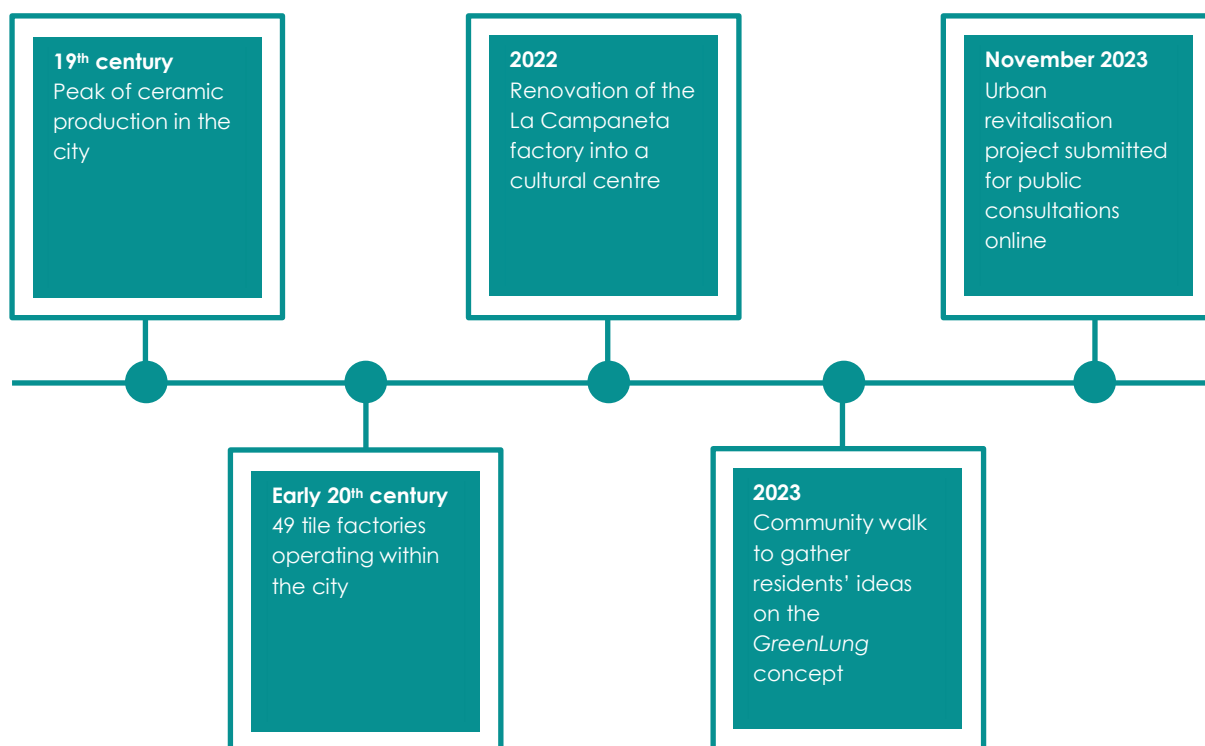 19th century
Peak of ceramic
production in the
city
Early 20th century
49 tile factories
operating within
the city
2022
Renovation of the
La Campaneta
factory into a
cultural centre
2023
Community walk
to gather
residents’ ideas
on the
GreenLung
concept
November 2023
Urban
revitalisation
project submitted
for public
consultations
online